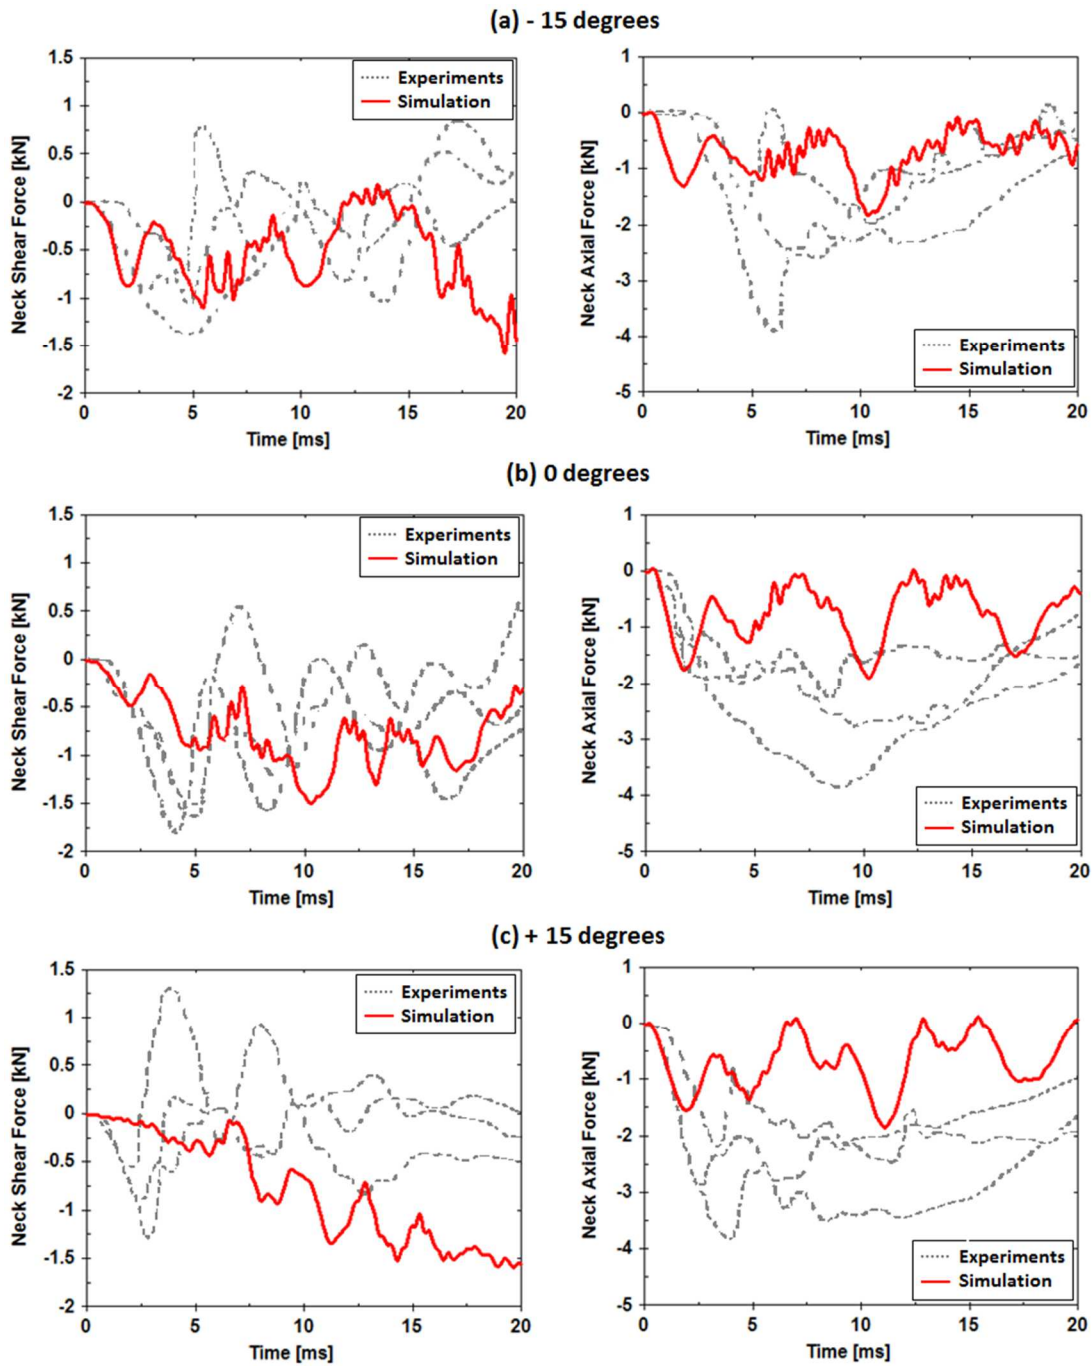 (a) - 15 degrees
Neck Shear Force [kN]
1.5
1
0.5
0
-0.5
-1
-1.5
-2
Experiments
Simulation
0 5 10 15 20
Time [ms]
Neck Axial Force [kN]
1
0
-1
-2
-3
-4
-5
Experiments
Simulation
0 5 10 15 20
Time [ms]
(b) 0 degrees
Neck Shear Force [kN]
1.5
1
0.5
0
-0.5
-1
-1.5
-2
Experiments
Simulation
0 5 10 15 20
Time [ms]
Neck Axial Force [kN]
1
0
-1
-2
-3
-4
-5
Experiments
Simulation
0 5 10 15 20
Time [ms]
(c) + 15 degrees
Neck Shear Force [kN]
1.5
1
0.5
0
-0.5
-1
-1.5
-2
Experiments
Simulation
0 5 10 15 20
Time [ms]
Neck Axial Force [kN]
1
0
-1
-2
-3
-4
-5
Experiments
Simulation
0 5 10 15 20
Time [ms]